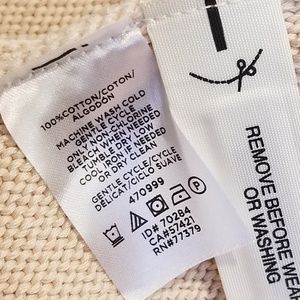 100%COTTON/COTON/
ALGODÓN
MACHINE WASH COLD
GENTLE CYCLE
ONLY NON-CHLORINE
BLEACH WHEN NEEDED
TUMBLE DRY LOW
COOL IRON IF NEEDED
OR DRY CLEAN
GENTLE CYCLE/CYCLE
DELICAT/CICLO SUAVE
470999
ID# 70284
CA#57421
RN#77379
REMOVE BEFORE WEA
OR WASHING